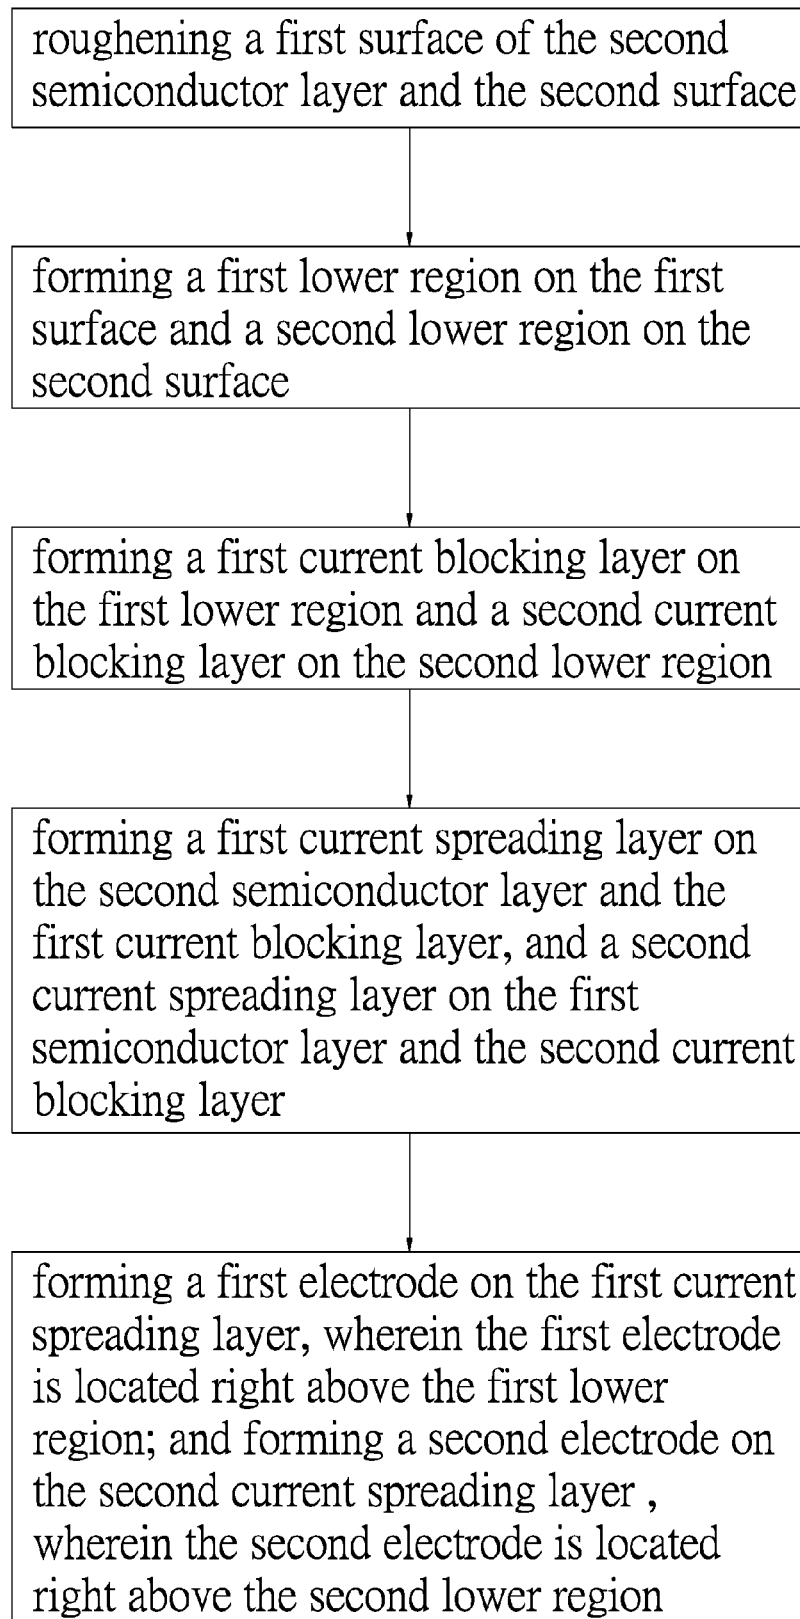 roughening a first surface of the second
semiconductor layer and the second surface
forming a first lower region on the first
surface and a second lower region on the
second surface
forming a first current blocking layer on
the first lower region and a second current
blocking layer on the second lower region
forming a first current spreading layer on
the second semiconductor layer and the
first current blocking layer, and a second
current spreading layer on the first
semiconductor layer and the second current
blocking layer
forming a first electrode on the first current
spreading layer, wherein the first electrode
is located right above the first lower
region; and forming a second electrode on
the second current spreading layer ,
wherein the second electrode is located
right above the second lower region